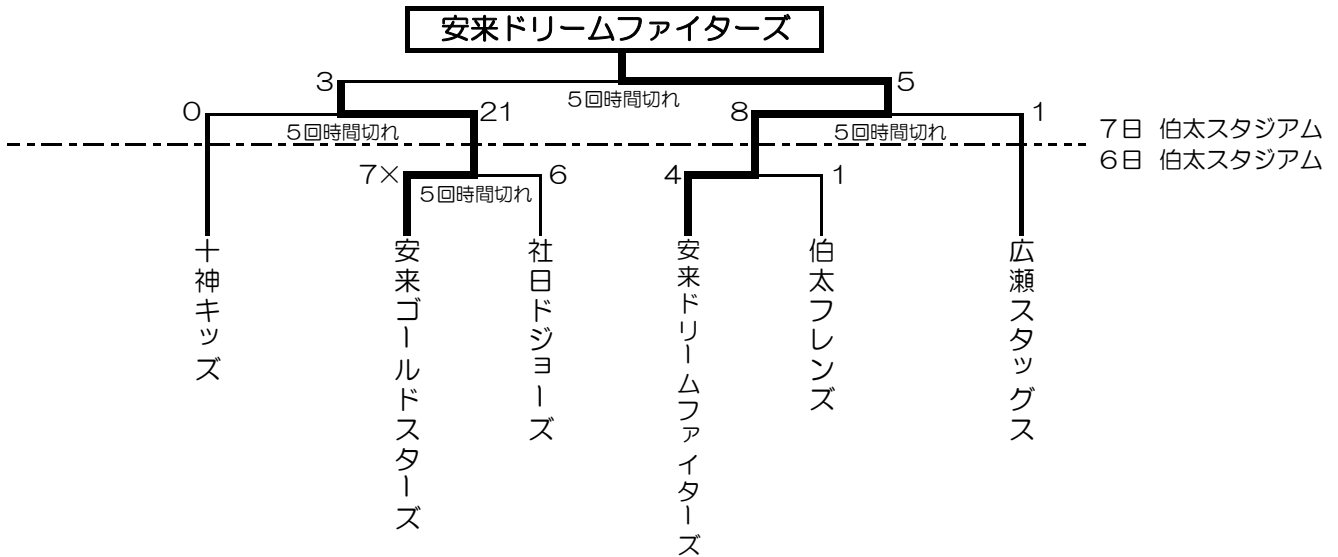 安来ドリームファイターズ
3
5
5回時間切れ
0
21
8
1
5回時間切れ
5回時間切れ
7日 伯太スタジアム
6日 伯太スタジアム
7×
6
4
1
5回時間切れ
十神キッズ
安来ゴールドスターズ
社日ドジョーズ
安来ドリームファイターズ
伯太フレンズ
広瀬スタッグス